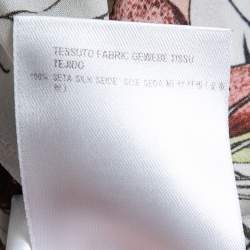 TESSUTO FABRIC GEWEBE TISSU
TEJIDO
100% SETA SILK SEIDE SOIE SEDA